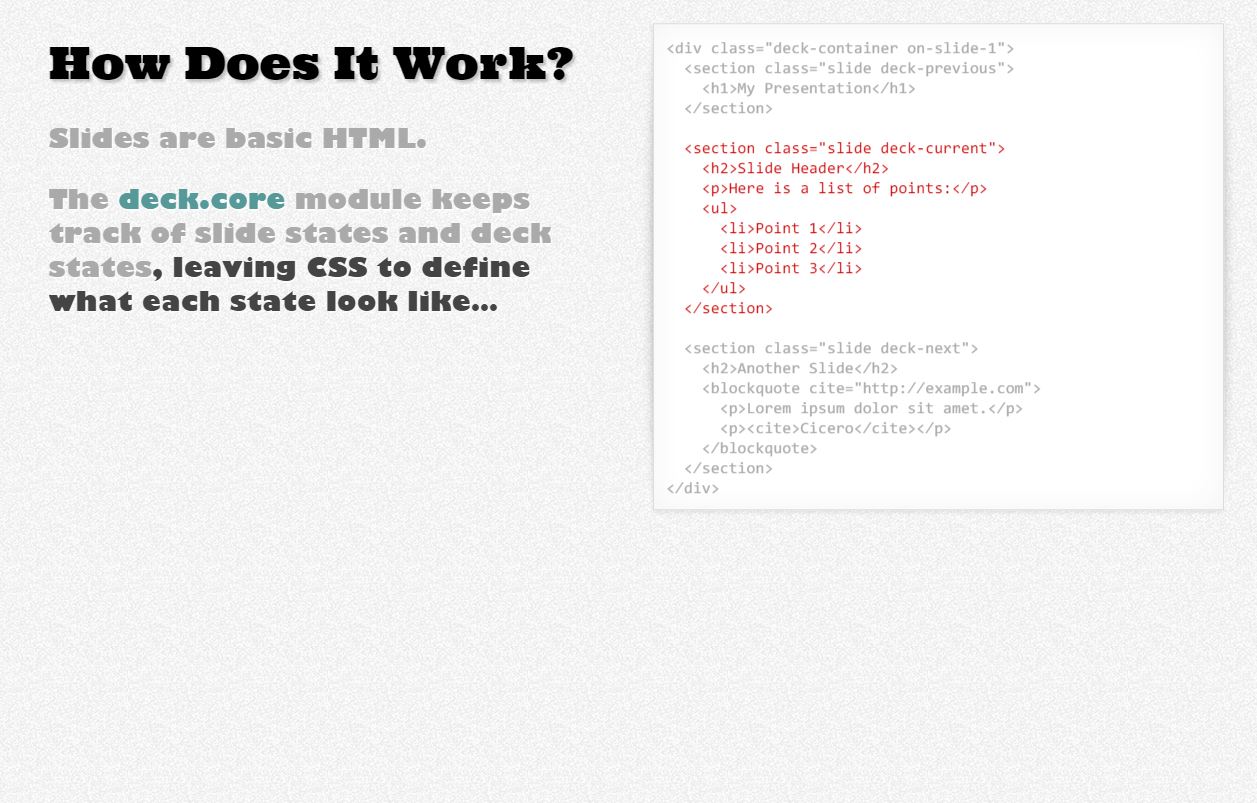 How Does It Work?
Slides are basic HTML.
The deck.core module keeps
track of slide states and deck
states, leaving CSS to define
what each state look like...
<div class="deck-container on-slide-1">
  <section class="slide deck-previous">
    <h1>My Presentation</h1>
  </section>

  <section class="slide deck-current">
    <h2>Slide Header</h2>
    <p>Here is a list of points:</p>
    <ul>
      <li>Point 1</li>
      <li>Point 2</li>
      <li>Point 3</li>
    </ul>
  </section>

  <section class="slide deck-next">
    <h2>Another Slide</h2>
    <blockquote cite="http://example.com">
      <p>Lorem ipsum dolor sit amet.</p>
      <p><cite>Cicero</cite></p>
    </blockquote>
  </section>
</div>